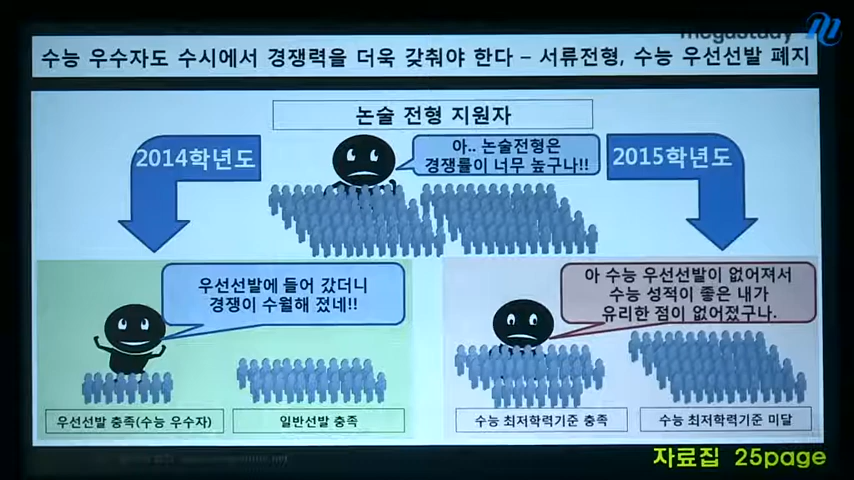 megastudy
수능 우수자도 수시에서 경쟁력을 더욱 갖춰야 한다 – 서류전형, 수능 우선선발 폐지
논술 전형 지원자
2014학년도
아.. 논술전형은
경쟁률이 너무 높구나!!
2015학년도
우선선발에 들어 갔더니
경쟁이 수월해 졌네!!
아 수능 우선선발이 없어져서
수능 성적이 좋은 내가
유리한 점이 없어졌구나.
우선선발 충족(수능 우수자)
일반선발 충족
수능 최저학력기준 충족
수능 최저학력기준 미달
자료집 25page